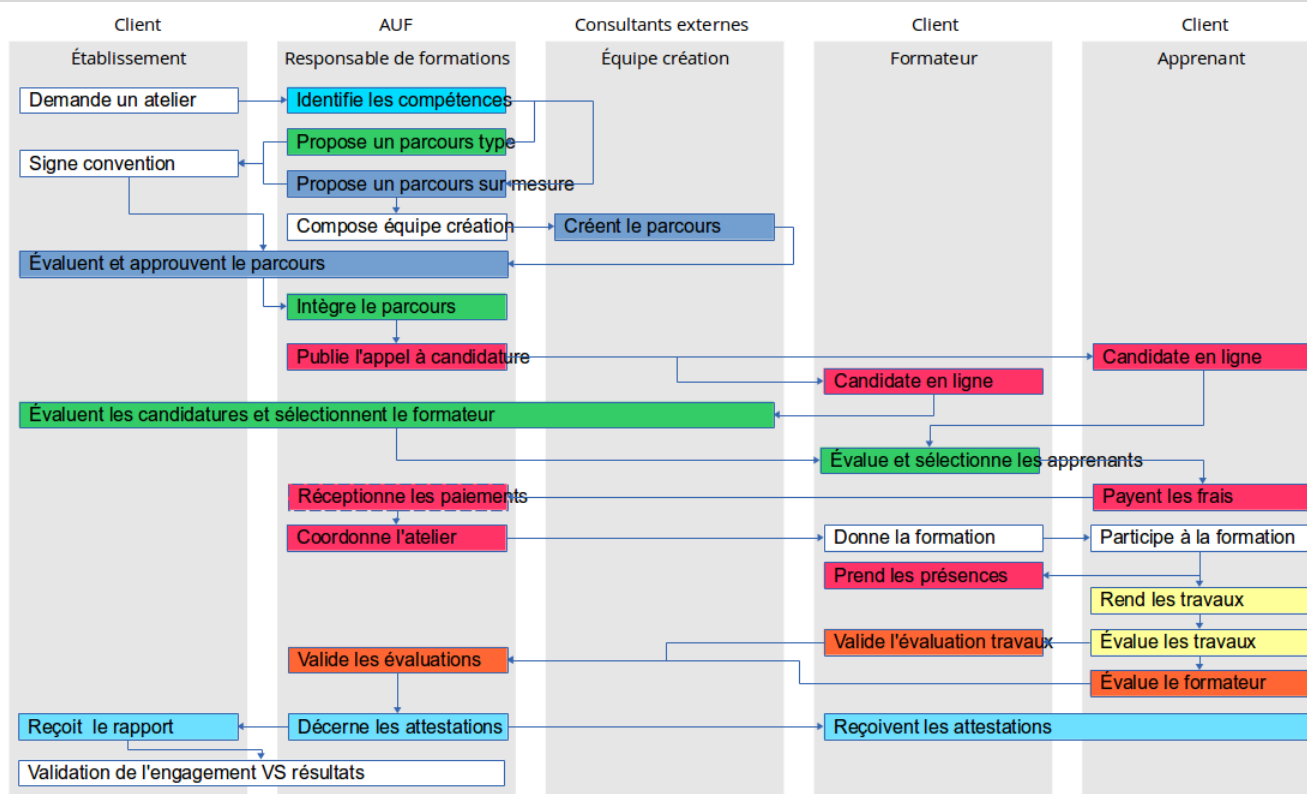 Client
AUF
Consultants externes
Client
Client
Établissement
Responsable de formations
Équipe création
Formateur
Apprenant
Demande un atelier
Identifie les compétences
Propose un parcours type
Signe convention
Propose un parcours sur mesure
Compose équipe création
Créent le parcours
Évaluent et approuvent le parcours
Intègre le parcours
Publie l'appel à candidature
Candidate en ligne
Candidate en ligne
Évaluent les candidatures et sélectionnent le formateur
Évalue et sélectionne les apprenants
Réceptionne les paiements
Payent les frais
Coordonne l'atelier
Donne la formation
Participe à la formation
Prend les présences
Rend les travaux
Valide l'évaluation travaux
Évalue les travaux
Valide les évaluations
Évalue le formateur
Reçoit le rapport
Décerne les attestations
Reçoivent les attestations
Validation de l'engagement VS résultats